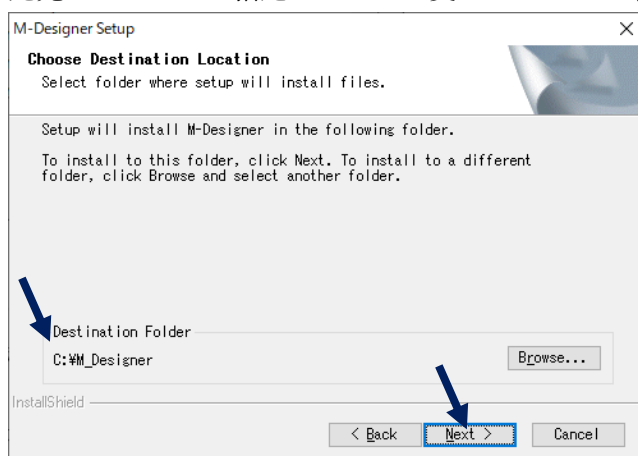 M-Designer Setup
Choose Destination Location
Select folder where setup will install files.
Setup will install M-Designer in the following folder.
To install to this folder, click Next. To install to a different
folder, click Browse and select another folder.
Destination Folder
C:¥M_Designer
Browse...
InstallShield
< Back
Next >
Cancel